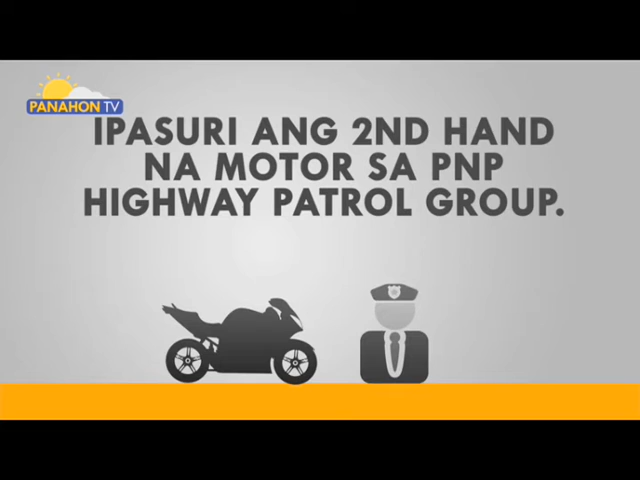 PANAHON TV
IPASURI ANG 2ND HAND
NA MOTOR SA PNP
HIGHWAY PATROL GROUP.